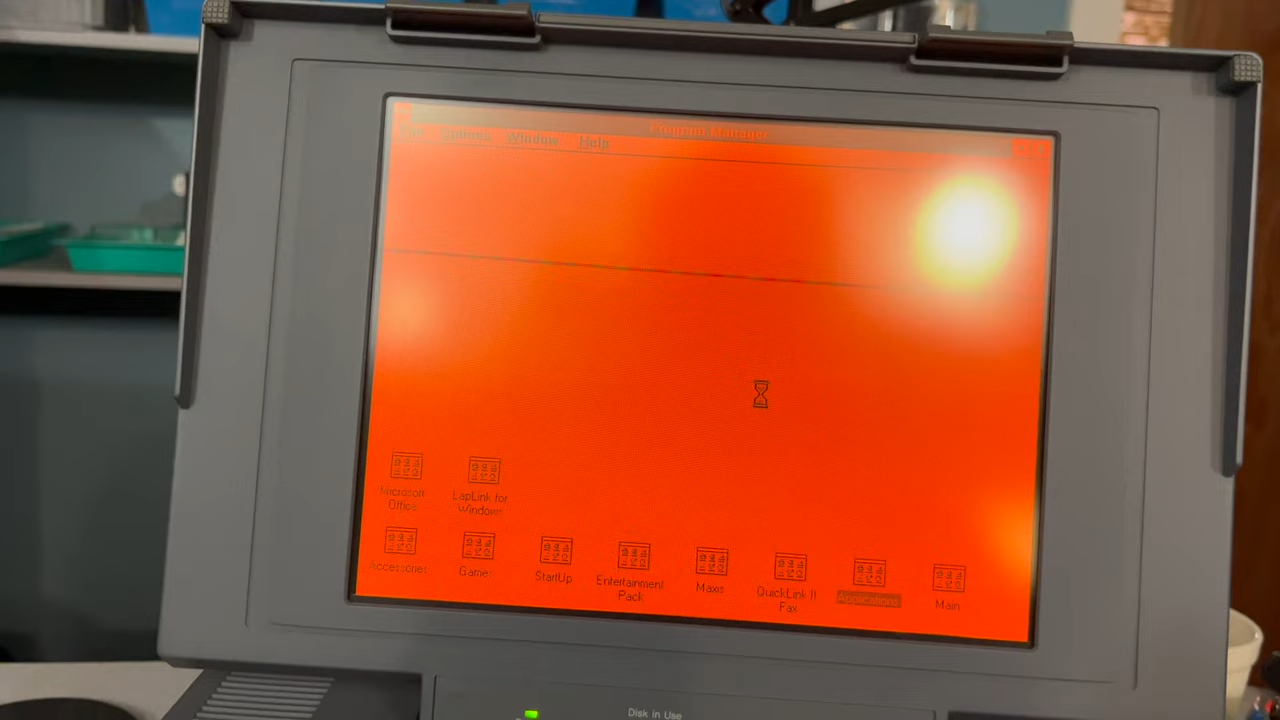 Program Manager
File Options Window Help
Microsoft Office
LapLink for Windows
Accessories
Games
StartUp
Entertainment Pack
Maxis
QuickLink II Fax
Applications
Main
Disk in Use